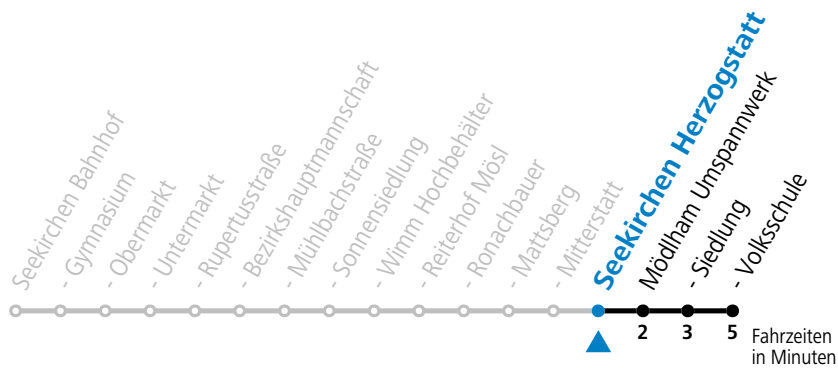 Seekirchen Bahnhof
- Gymnasium
- Obermarkt
- Untermarkt
- Rupertusstraße
- Bezirkshauptmannschaft
- Mühlbachstraße
- Sonnensiedlung
- Wimm Hochbehälter
- Reiterhof Mösl
- Ronachbauer
- Mattsberg
- Mitterstatt
Seekirchen Herzogstatt
Mödlham Umspannwerk
- Siedlung
- Volksschule
2 3 5 Fahrzeiten
in Minuten